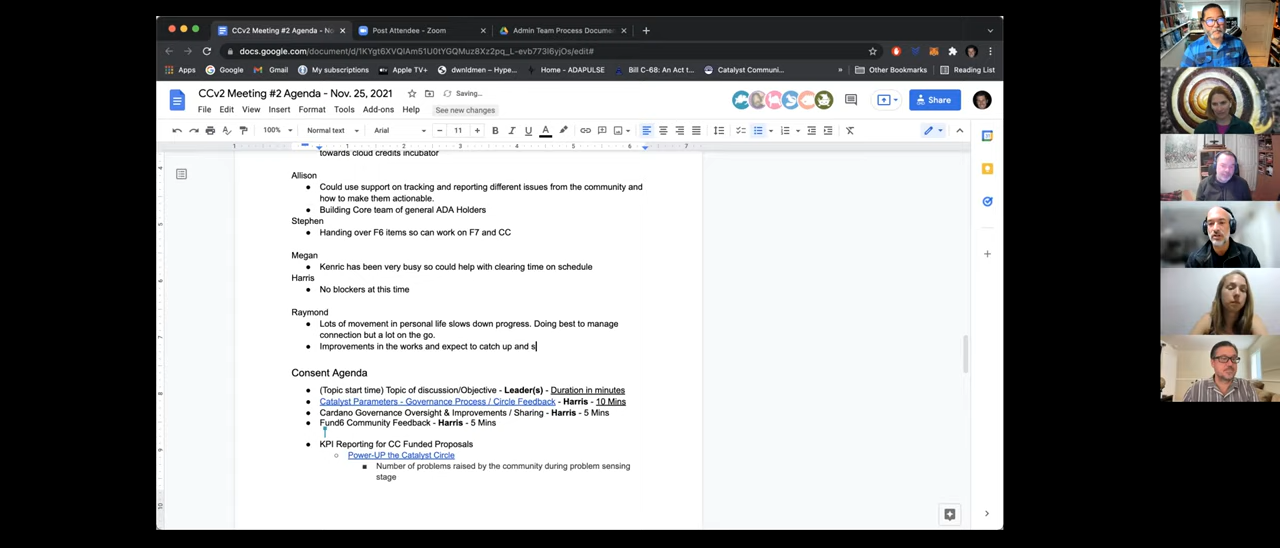 CCv2 Meeting #2 Agenda - No
Post Attendee - Zoom
Admin Team Process Docume
docs.google.com/document/d/1KYgt6XVQIAm51U0tYGQMuz8Xz2pq_L-evb773I6yjOs/edit#
Apps
Google
Gmail
My subscriptions
Apple TV+
dwnldmen – Hype...
Home - ADAPULSE
Bill C-68: An Act t...
Catalyst Communi...
»
Other Bookmarks
Reading List
CCv2 Meeting #2 Agenda - Nov. 25, 2021
Saving...
File Edit View Insert Format Tools Add-ons Help
See new changes
Share
100%
Normal text
Arial
11
towards cloud credits incubator
Allison
● Could use support on tracking and reporting different issues from the community and
how to make them actionable.
● Building Core team of general ADA Holders
Stephen
● Handing over F6 items so can work on F7 and CC
Megan
● Kenric has been very busy so could help with clearing time on schedule
Harris
● No blockers at this time
Raymond
● Lots of movement in personal life slows down progress. Doing best to manage
connection but a lot on the go.
● Improvements in the works and expect to catch up and s
Consent Agenda
● (Topic start time) Topic of discussion/Objective - Leader(s) - Duration in minutes
● Catalyst Parameters - Governance Process / Circle Feedback - Harris - 10 Mins
● Cardano Governance Oversight & Improvements / Sharing - Harris - 5 Mins
● Fund6 Community Feedback - Harris - 5 Mins
● KPI Reporting for CC Funded Proposals
○ Power-UP the Catalyst Circle
■ Number of problems raised by the community during problem sensing
stage